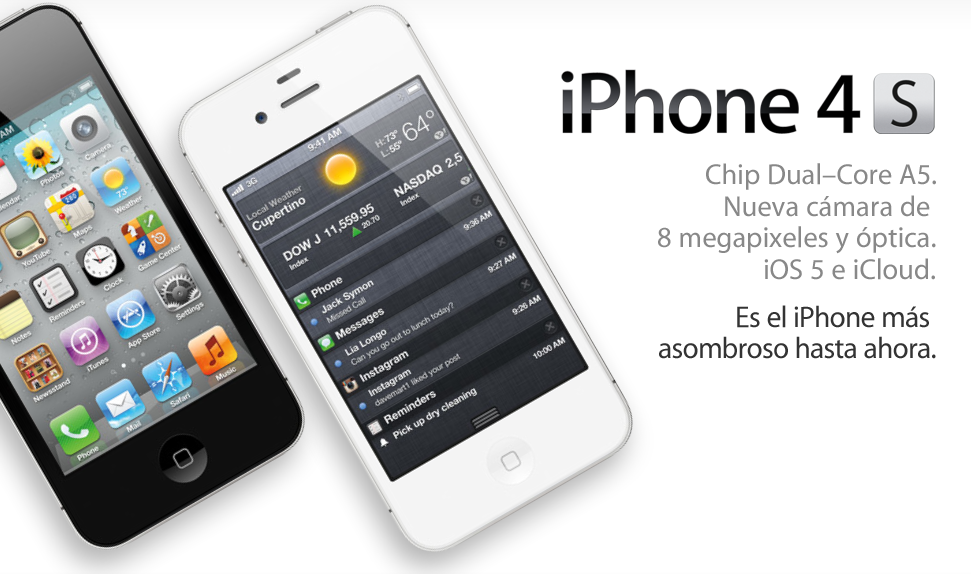 AM
Photos
Camera
Calendar
YouTube
Maps
Weather
73°
Notes
Reminders
Clock
Game Center
Newsstand
iTunes
App Store
Settings
Phone
Mail
Safari
Music
3G
9:41 AM
Local Weather
Cupertino
H:73°
L:55°
64°
DOW J 11,559.95
Index
20.70
NASDAQ 2,5
Index
Phone
9:36 AM
Jack Symon
Missed Call
Messages
9:27 AM
Lia Longo
Can you go out to lunch today?
Instagram
9:26 AM
Instagram
davemart1 liked your post
Reminders
10:00 AM
Pick up dry cleaning
iPhone 4 S
Chip Dual–Core A5.
Nueva cámara de
8 megapixeles y óptica.
iOS 5 e iCloud.
Es el iPhone más
asombroso hasta ahora.